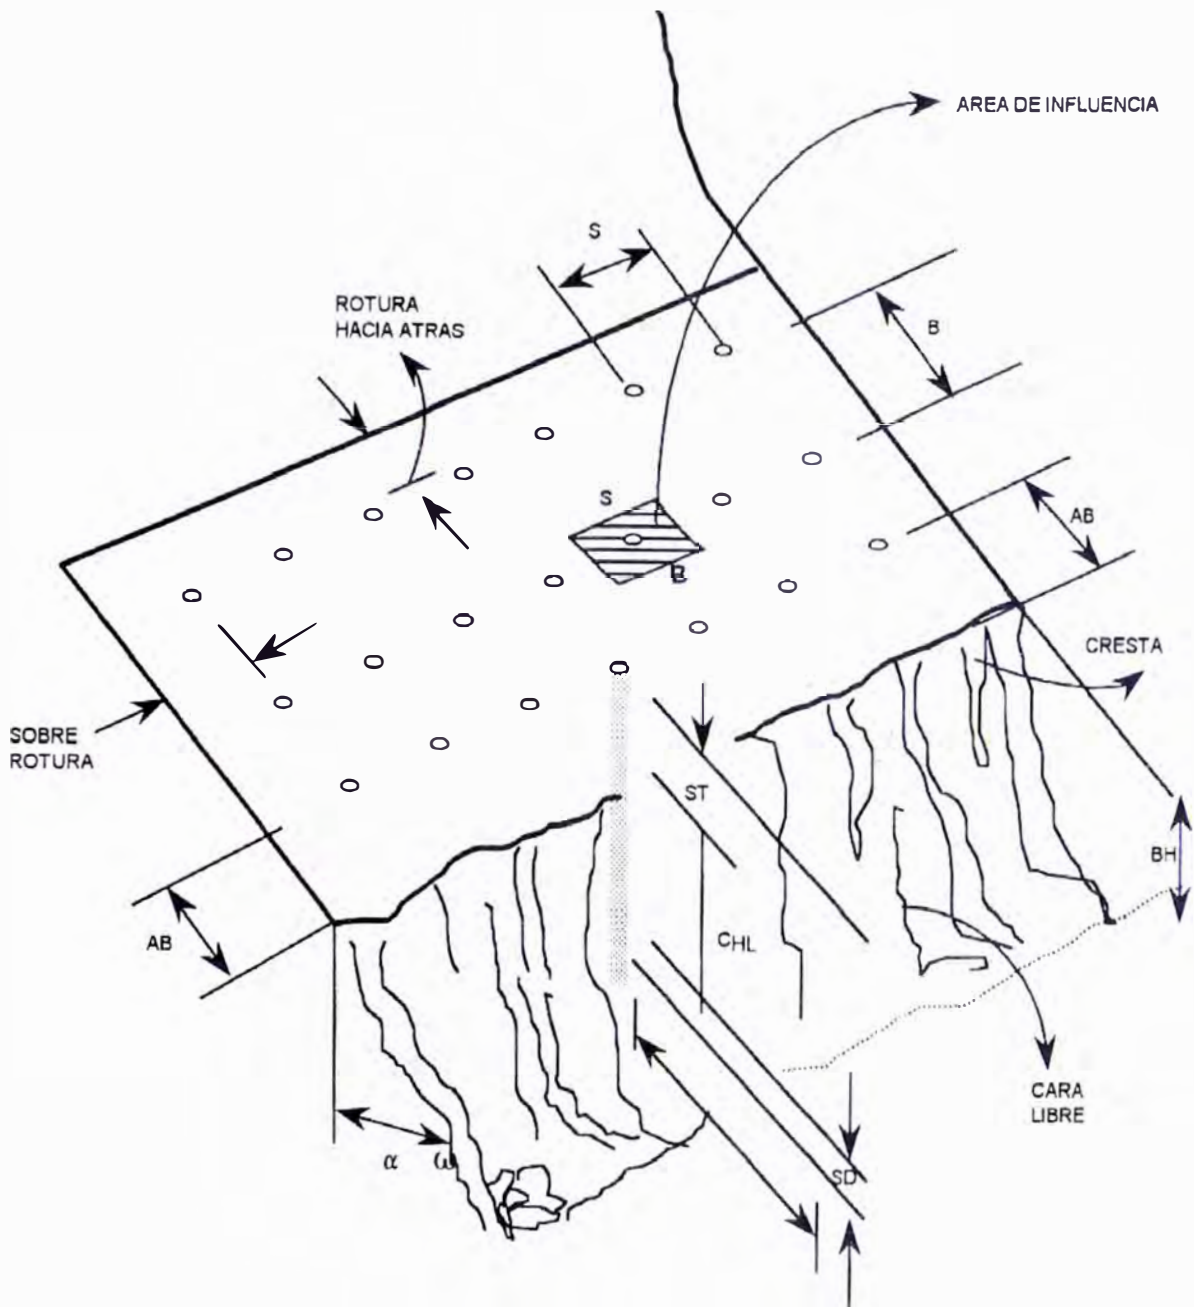 AREA DE INFLUENCIA
S
ROTURA
HACIA ATRAS
B
S
AB
B
CRESTA
SOBRE
ROTURA
ST
BH
AB
CHL
CARA
LIBRE
α ω
SD